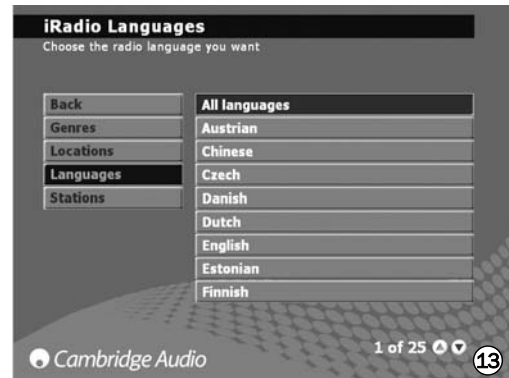 iRadio Languages
Choose the radio language you want
Back
Genres
Locations
Languages
Stations
All languages
Austrian
Chinese
Czech
Danish
Dutch
English
Estonian
Finnish
1 of 25
Cambridge Audio
13